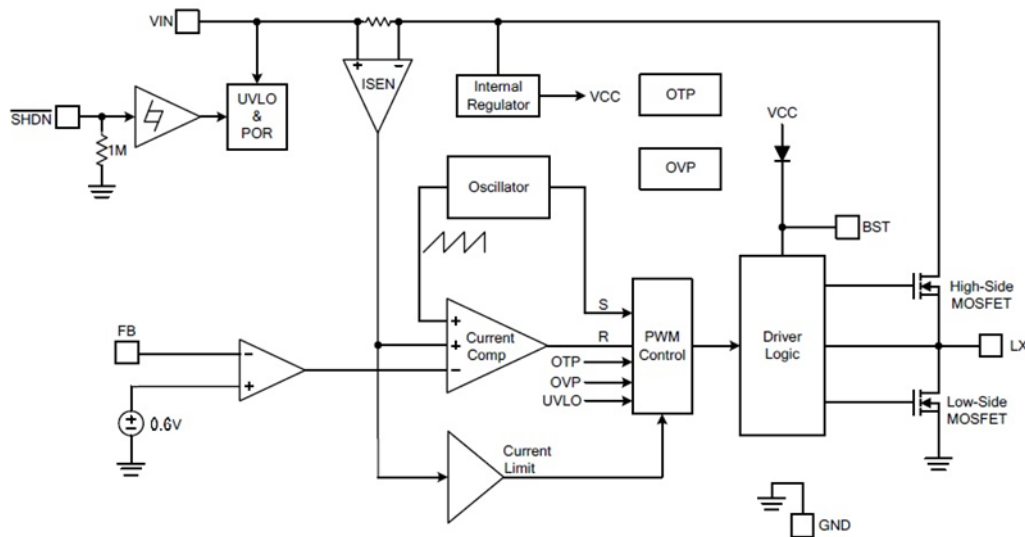 VIN
+ −
ISEN
Internal
Regulator
VCC
OTP
SHDN
UVLO
&
POR
1M
VCC
OVP
Oscillator
BST
S
High-Side
MOSFET
FB
+
+
−
Current
Comp
R
PWM
Control
Driver
Logic
LX
−
+
OTP
OVP
UVLO
Low-Side
MOSFET
+
−
0.6V
Current
Limit
GND